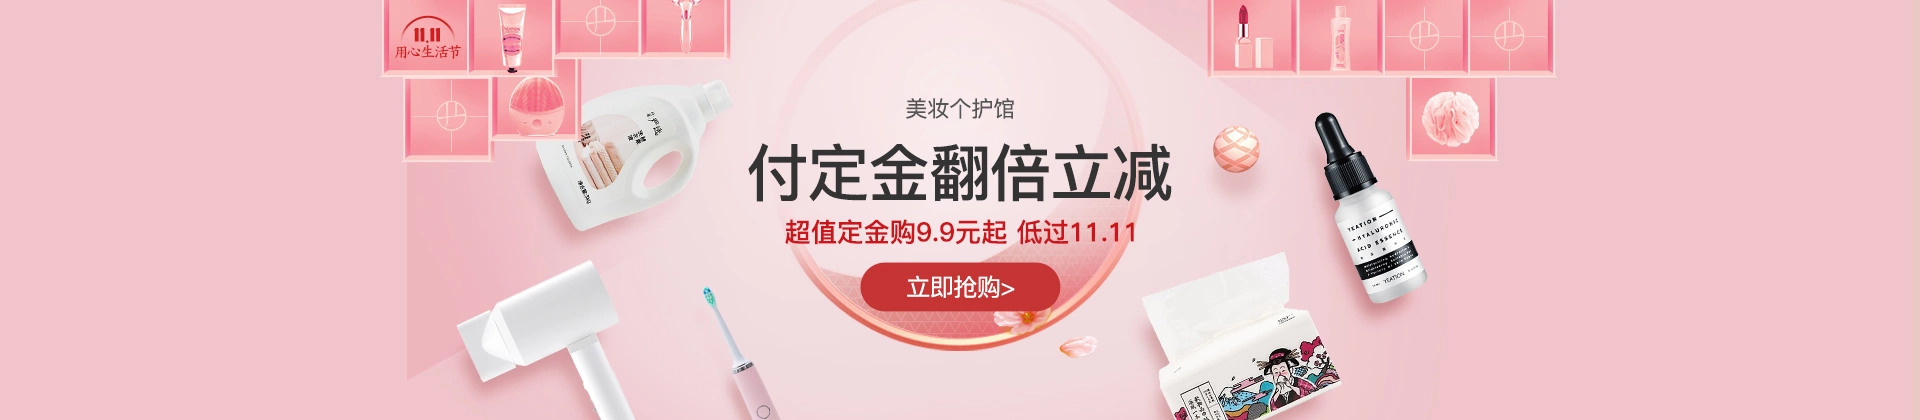 11.11
用心生活节
美妆个护馆
付定金翻倍立减
超值定金购9.9元起 低过11.11
立即抢购>
YEATION
HYALURONIC
ACID ESSENCE
YEATION